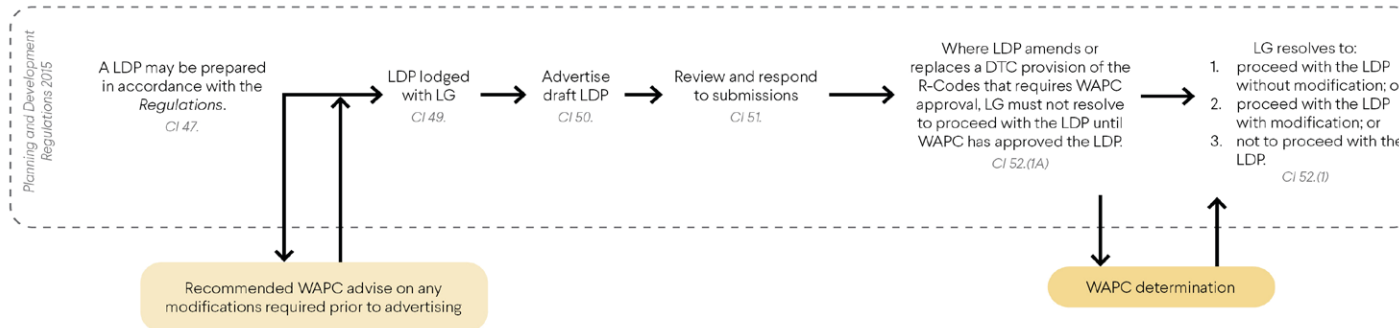 Planning and Development
Regulations 2015
A LDP may be prepared
in accordance with the
Regulations.
Cl 47.
LDP lodged
with LG
Cl 49.
Advertise
draft LDP
Cl 50.
Review and respond
to submissions
Cl 51.
Where LDP amends or
replaces a DTC provision of the
R-Codes that requires WAPC
approval, LG must not resolve
to proceed with the LDP until
WAPC has approved the LDP.
Cl 52.(1A)
LG resolves to:
1. proceed with the LDP
without modification; o
2. proceed with the LDP
with modification; or
3. not to proceed with the
LDP.
Cl 52.(1)
Recommended WAPC advise on any
modifications required prior to advertising
WAPC determination